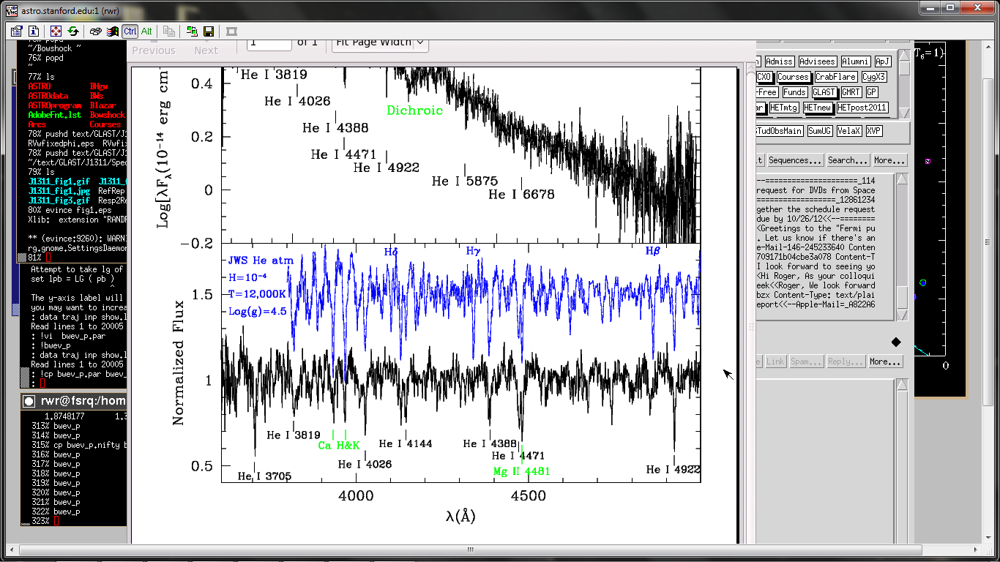 astro.stanford.edu:1 (rwr)
Ctrl Alt
Previous Next
1 of 1 Fit Page Width
~/Bowshock ~
76% popd
~
77% ls
ASTRO DHgw
ASTROdata DWs
ASTROprogram Blazar
AdobeFnt.lst Bowshock
Arcs Courses
78% pushd text/GLAST/J1
RVwfixedphi.eps RVwf
78% pushd text/GLAST/J1
~/text/GLAST/J1311/Spec
79% ls
J1311_fig1.gif J1311_f
J1311_fig1.jpg RefRep
J1311_fig3.gif Resp2Re
80% evince fig1.eps
Xlib: extension "RANDR
** (evince:9260): WARNI
rg.gnome.SettingsDaemon
81%
Attempt to take lg of
set lpb = LG ( pb )
The y-axis label will
you may want to increa
: data traj inp show.l
Read lines 1 to 20005
: !vi bwev_p.par
: !bwev_p
: data traj inp show.l
Read lines 1 to 20005
: !cp bwev_p.par bwev_
:
rwr@fsrq:/hom
1.8748177 1.3
313% bwev_p
314% bwev_p
315% cp bwev_p.nifty b
316% bwev_p
317% bwev_p
318% bwev_p
319% bwev_p
320% bwev_p
321% bwev_p
322% bwev_p
323%
Log[λFλ(10⁻¹⁴ erg cm
0.4
0.2
0
-0.2
He I 3819
He I 4026
He I 4388
He I 4471
He I 4922
Dichroic
He I 5875
He I 6678
Normalized Flux
1.5
1
0.5
JWS He atm
H=10⁻⁴
T=12,000K
Log(g)=4.5
Hδ Hγ Hβ
He I 3705
He I 3819
Ca H&K
He I 4026
He I 4144
He I 4388
He I 4471
Mg II 4481
He I 4922
4000 4500
λ(Å)
Admiss Advisees Alumni ApJ
CXO Courses CrabFlare CygX3
Free Funds GLAST GMRT GP
ar HETmtg HETnew HETpost2011
StudObsMain SumUG VelaX XVP
t Sequences... Search... More...
--======================_114
request for DVDs from Space
==================_12861234
gether the schedule request
due by 10/26/12<<--========
<Greetings to the "Fermi pu
. Let us know if there's an
e-Mail-146-245233640 Conten
709171b04cbe3a078 Content-T
I look forward to seeing yo
<Hi Roger, As your colloqui
eek<<Roger, We look forward
bzx Content-Type: text/plai
eport<<--Apple-Mail=_A822A6
e Link Spam... Reply... More...
T₆=1)
0